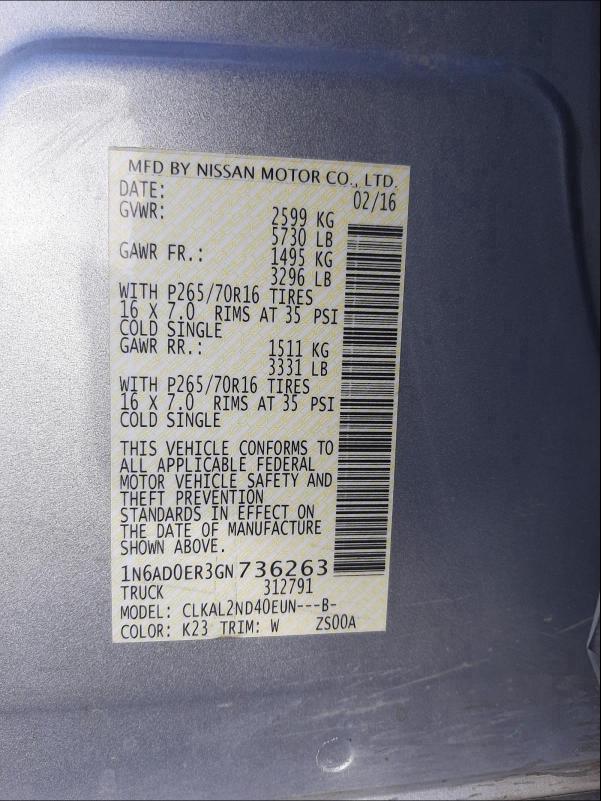 MFD BY NISSAN MOTOR CO., LTD.
DATE: 02/16
GVWR: 2599 KG
5730 LB
GAWR FR.: 1495 KG
3296 LB
WITH P265/70R16 TIRES
16 X 7.0 RIMS AT 35 PSI
COLD SINGLE
GAWR RR.: 1511 KG
3331 LB
WITH P265/70R16 TIRES
16 X 7.0 RIMS AT 35 PSI
COLD SINGLE
THIS VEHICLE CONFORMS TO
ALL APPLICABLE FEDERAL
MOTOR VEHICLE SAFETY AND
THEFT PREVENTION
STANDARDS IN EFFECT ON
THE DATE OF MANUFACTURE
SHOWN ABOVE.
1N6AD0ER3GN736263
TRUCK 312791
MODEL: CLKAL2ND40EUN---B-
COLOR: K23 TRIM: W ZS00A